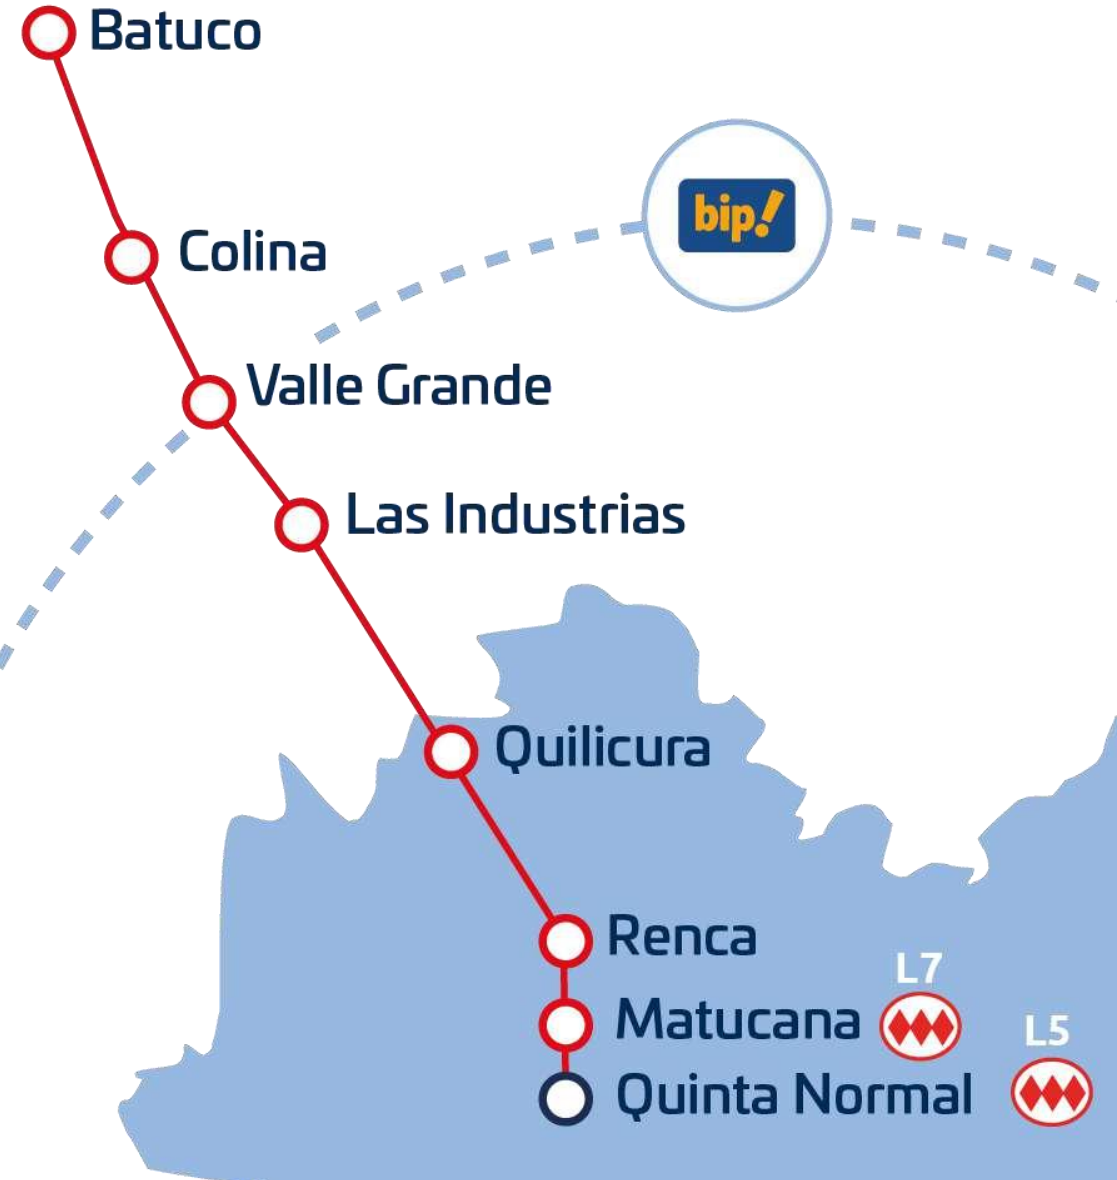 Batuco
bip!
Colina
Valle Grande
Las Industrias
Quilicura
Renca
L7
Matucana
L5
Quinta Normal